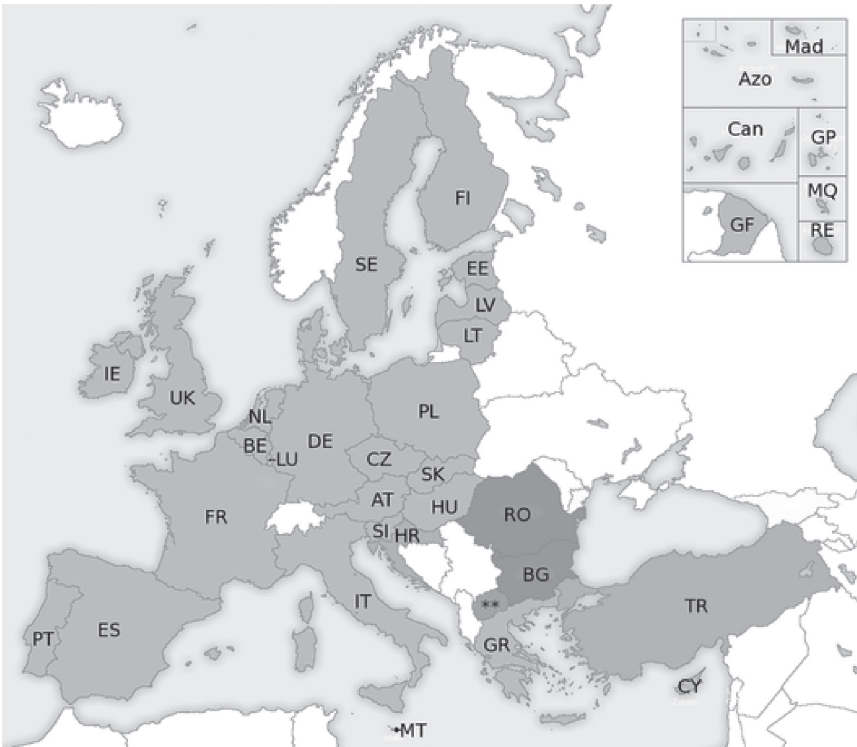 Mad
Azo
Can
GP
MQ
GF
RE
FI
SE
EE
LV
LT
IE
UK
NL
PL
DE
BE
LU
CZ
SK
AT
HU
FR
RO
SI
HR
BG
IT
**
TR
ES
PT
GR
CY
MT